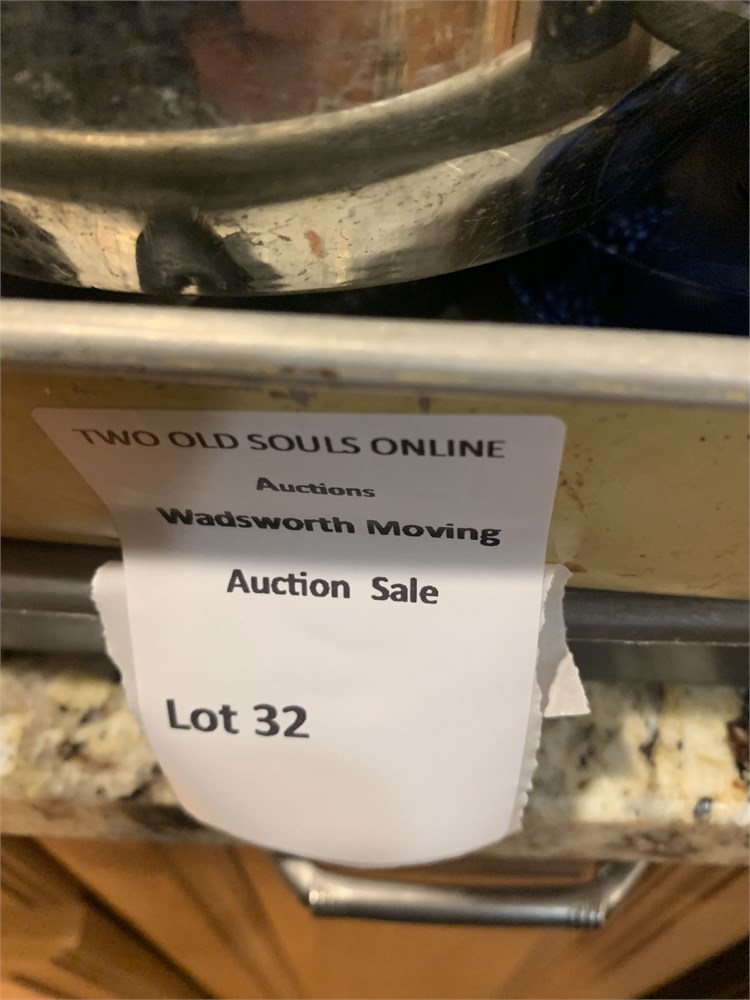 TWO OLD SOULS ONLINE
Auctions
Wadsworth Moving
Auction Sale
Lot 32